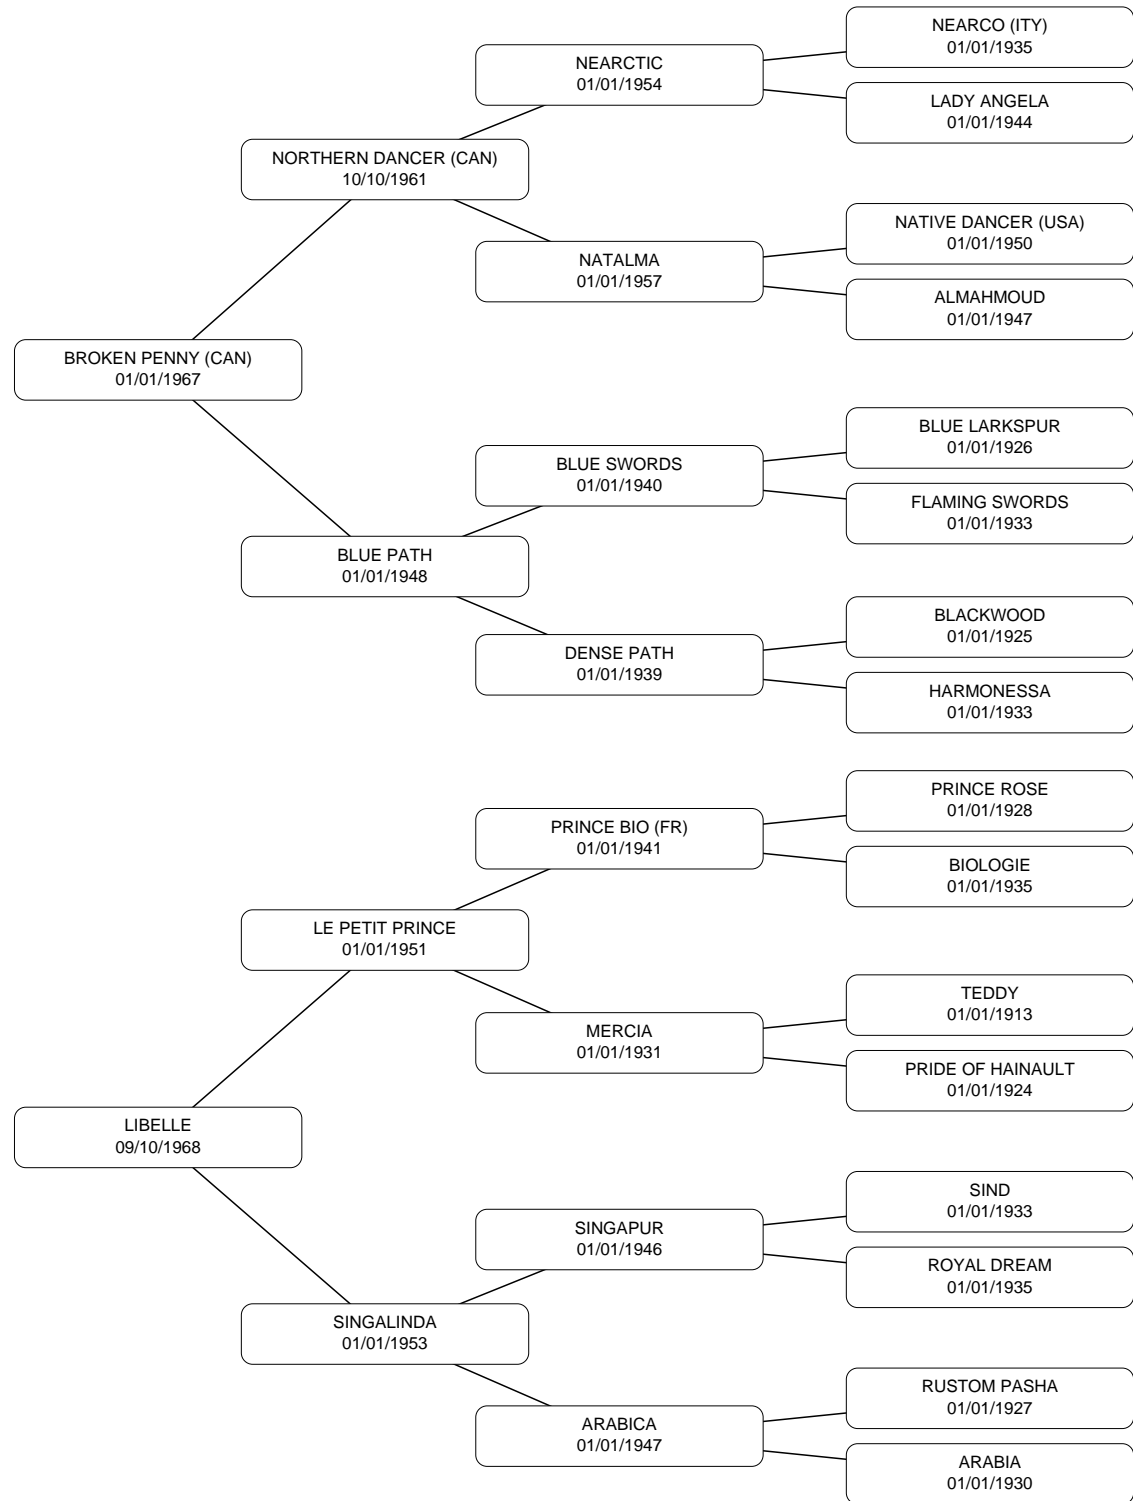 NEARCO (ITY)
01/01/1935
NEARCTIC
01/01/1954
LADY ANGELA
01/01/1944
NORTHERN DANCER (CAN)
10/10/1961
NATIVE DANCER (USA)
01/01/1950
NATALMA
01/01/1957
ALMAHMOUD
01/01/1947
BROKEN PENNY (CAN)
01/01/1967
BLUE LARKSPUR
01/01/1926
BLUE SWORDS
01/01/1940
FLAMING SWORDS
01/01/1933
BLUE PATH
01/01/1948
BLACKWOOD
01/01/1925
DENSE PATH
01/01/1939
HARMONESSA
01/01/1933
PRINCE ROSE
01/01/1928
PRINCE BIO (FR)
01/01/1941
BIOLOGIE
01/01/1935
LE PETIT PRINCE
01/01/1951
TEDDY
01/01/1913
MERCIA
01/01/1931
PRIDE OF HAINAULT
01/01/1924
LIBELLE
09/10/1968
SIND
01/01/1933
SINGAPUR
01/01/1946
ROYAL DREAM
01/01/1935
SINGALINDA
01/01/1953
RUSTOM PASHA
01/01/1927
ARABICA
01/01/1947
ARABIA
01/01/1930